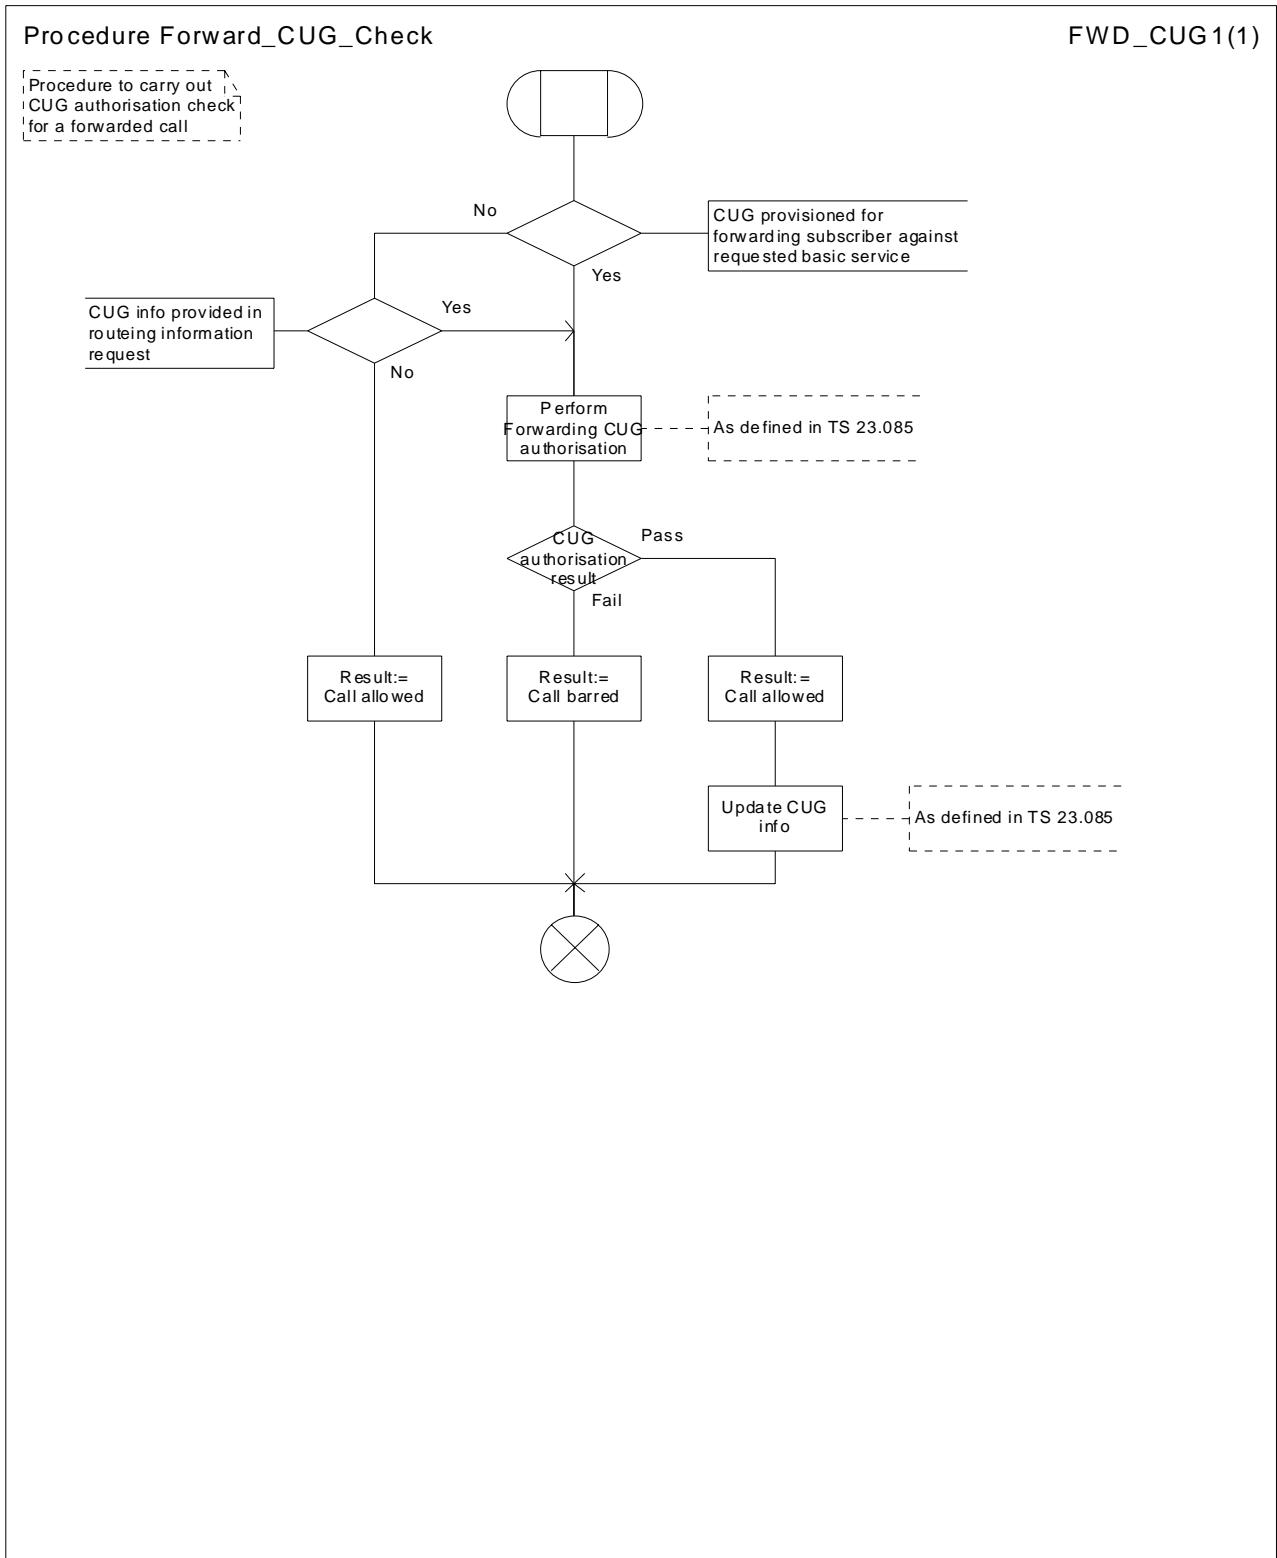 Procedure Forward_CUG_Check
FWD_CUG1(1)
Procedure to carry out
CUG authorisation check
for a forwarded call
No
CUG provisioned for
forwarding subscriber against
requested basic service
Yes
CUG info provided in
routeing information
request
Yes
No
Perform
Forwarding CUG
authorisation
As defined in TS 23.085
CUG
authorisation
result
Pass
Fail
Result:=
Call allowed
Result:=
Call barred
Result:=
Call allowed
Update CUG
info
As defined in TS 23.085